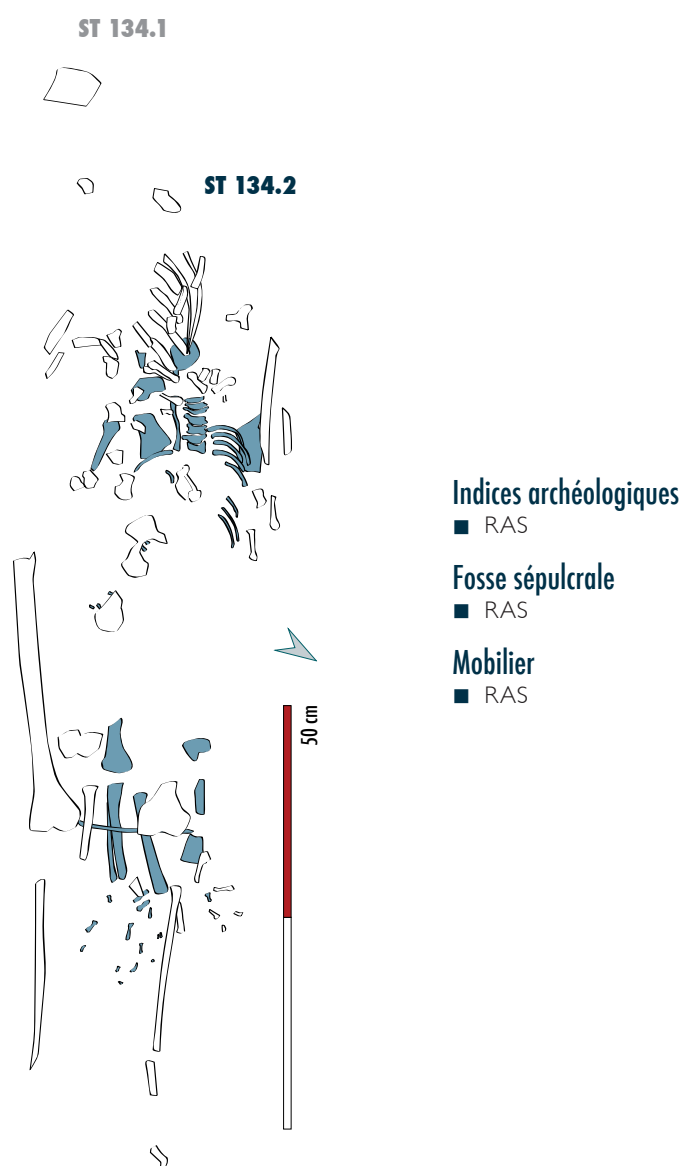 ST 134.1
ST 134.2
Indices archéologiques
■ RAS
Fosse sépulcrale
■ RAS
Mobilier
■ RAS
50 cm